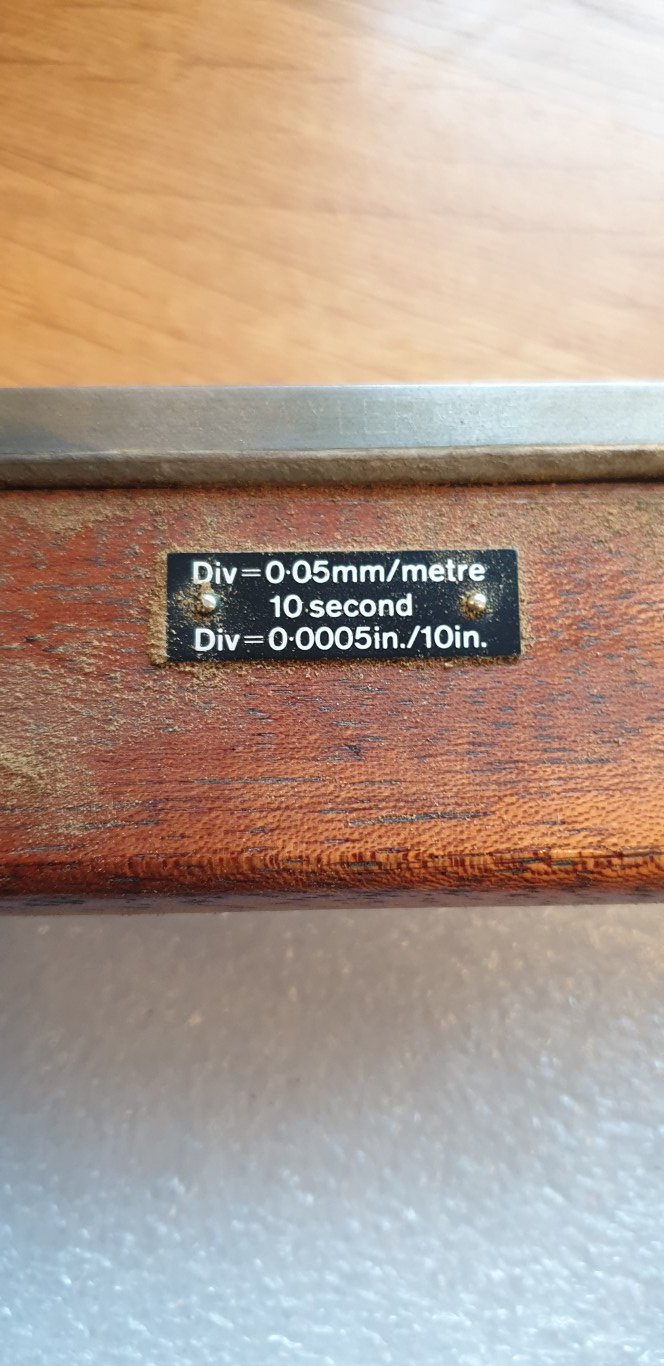 Div=0·05mm/metre
10 second
Div=0·0005in./10in.